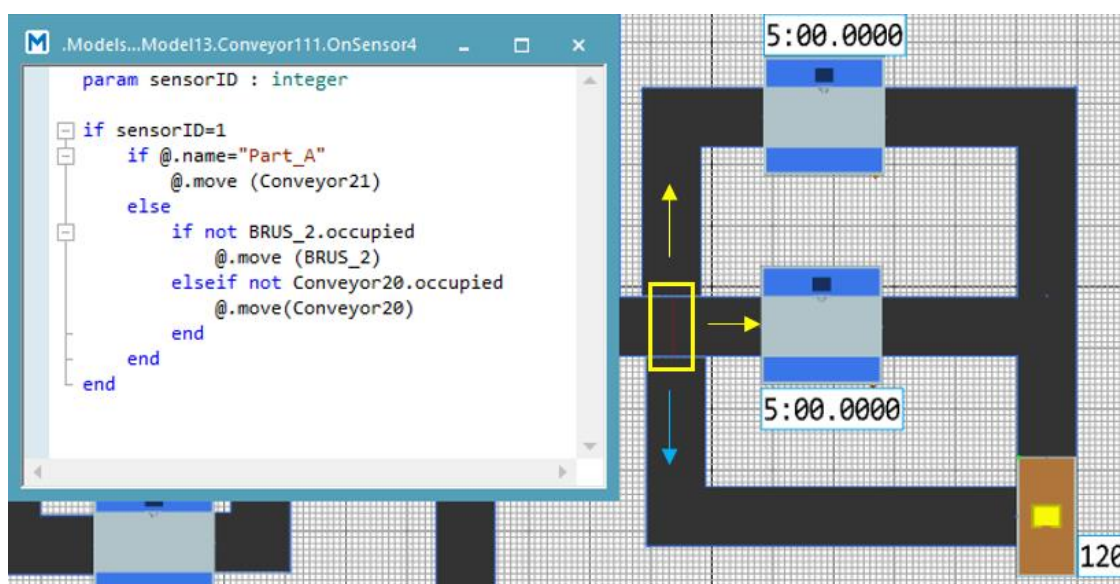 .Models...Model13.Conveyor111.OnSensor4
param sensorID : integer
if sensorID=1
if @.name="Part_A"
@.move (Conveyor21)
else
if not BRUS_2.occupied
@.move (BRUS_2)
elseif not Conveyor20.occupied
@.move(Conveyor20)
end
end
end
5:00.0000
5:00.0000
120